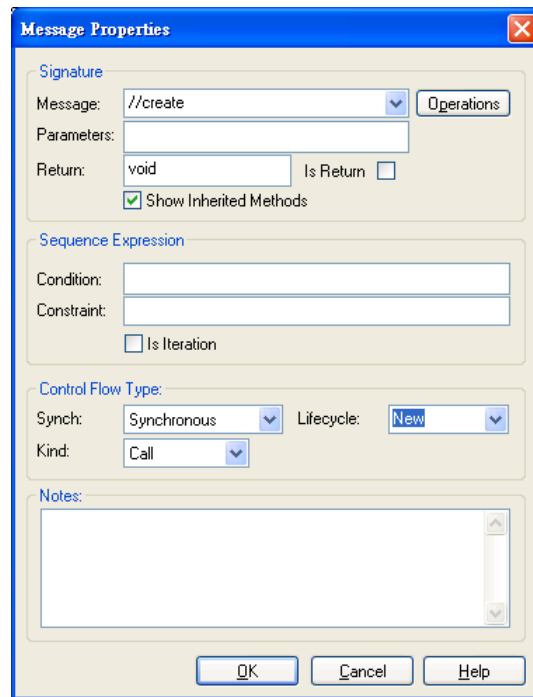 Message Properties
Signature
Message: //create Operations
Parameters:
Return: void Is Return
Show Inherited Methods
Sequence Expression
Condition:
Constraint:
Is Iteration
Control Flow Type:
Synch: Synchronous Lifecycle: New
Kind: Call
Notes:
OK Cancel Help